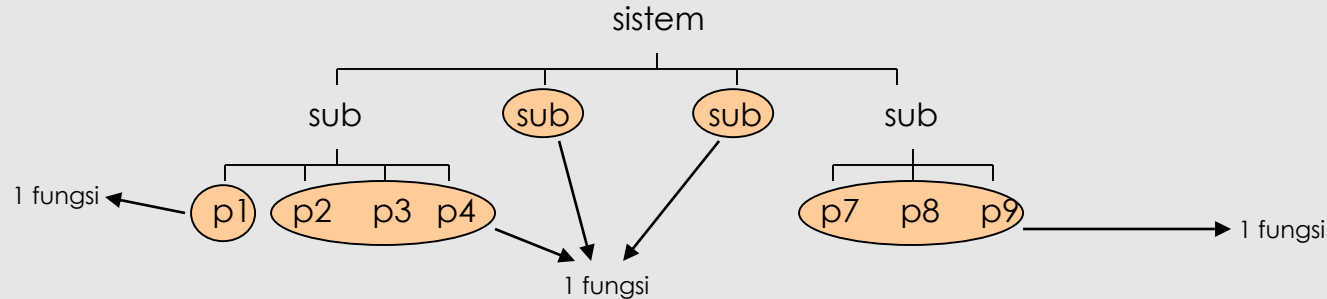 sistem
sub sub sub sub
1 fungsi p1 p2 p3 p4 p7 p8 p9 1 fungsi
1 fungsi